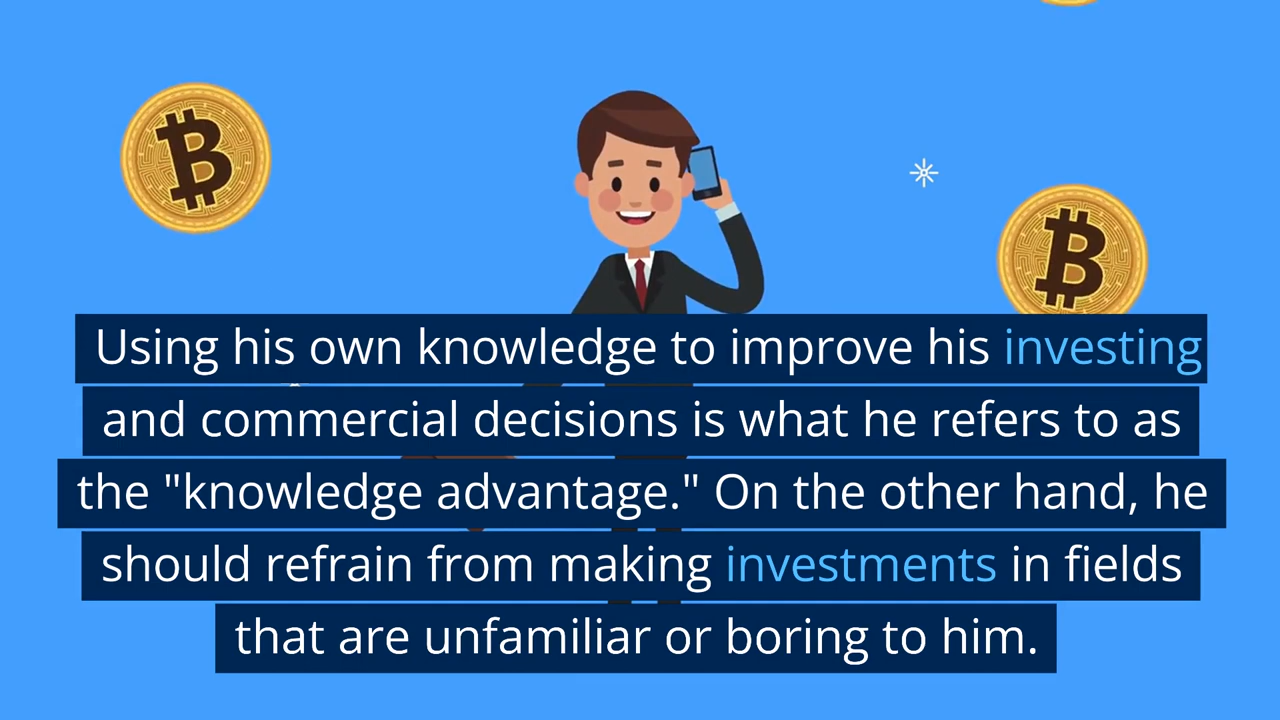 Using his own knowledge to improve his investing
and commercial decisions is what he refers to as
the "knowledge advantage." On the other hand, he
should refrain from making investments in fields
that are unfamiliar or boring to him.